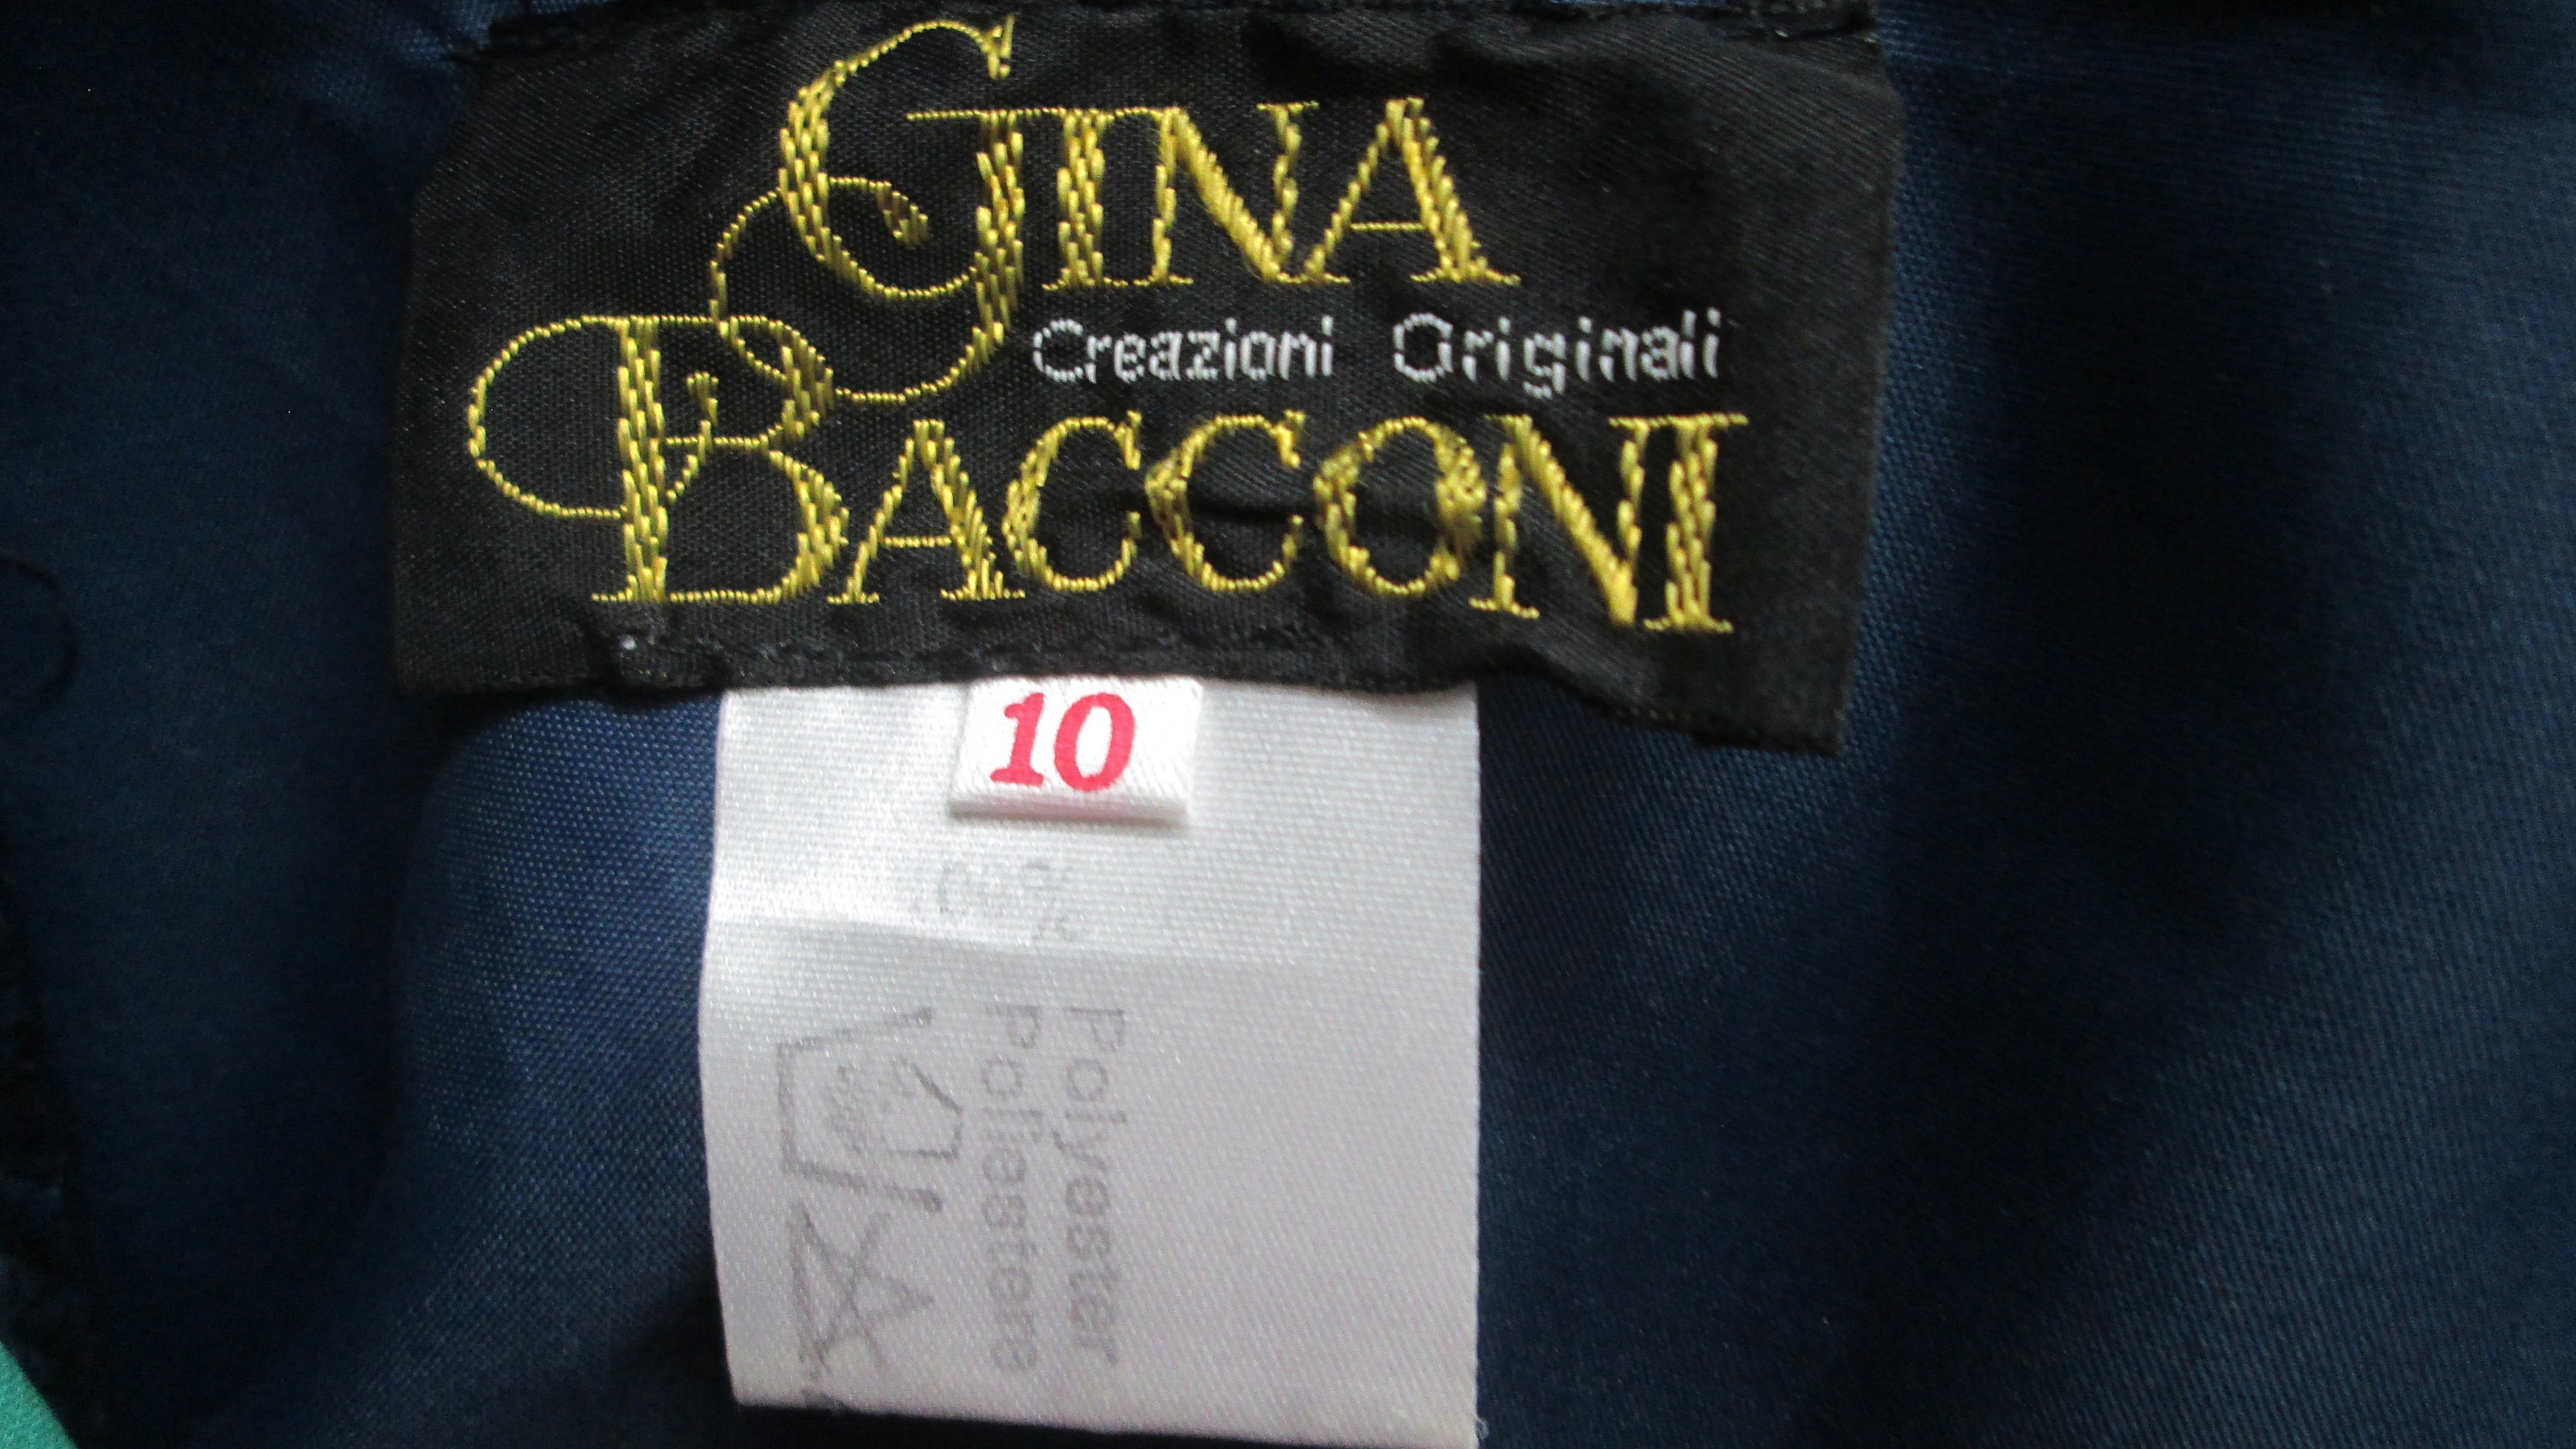 GINA
Creazioni Originali
BACCONI
10
Polyester
Poliestere